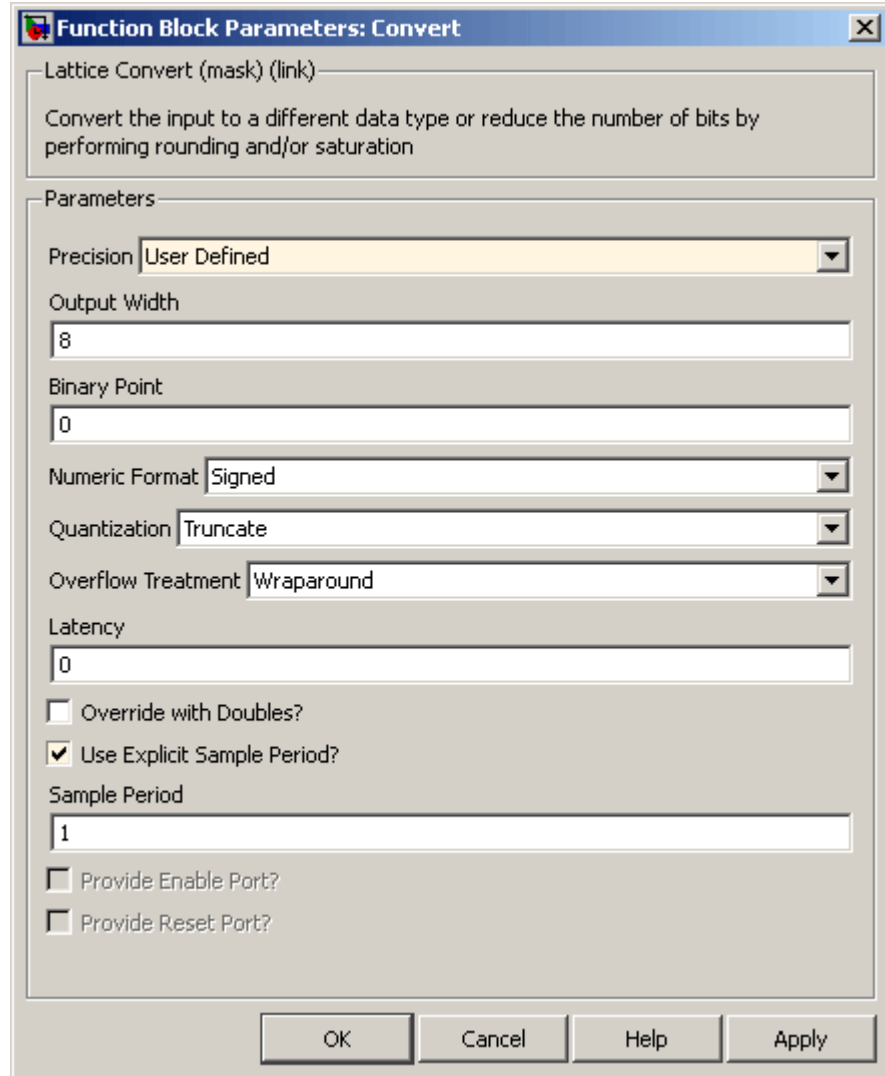 Function Block Parameters: Convert
Lattice Convert (mask) (link)
Convert the input to a different data type or reduce the number of bits by
performing rounding and/or saturation
Parameters
Precision User Defined
Output Width
8
Binary Point
0
Numeric Format Signed
Quantization Truncate
Overflow Treatment Wraparound
Latency
0
Override with Doubles?
Use Explicit Sample Period?
Sample Period
1
Provide Enable Port?
Provide Reset Port?
OK Cancel Help Apply